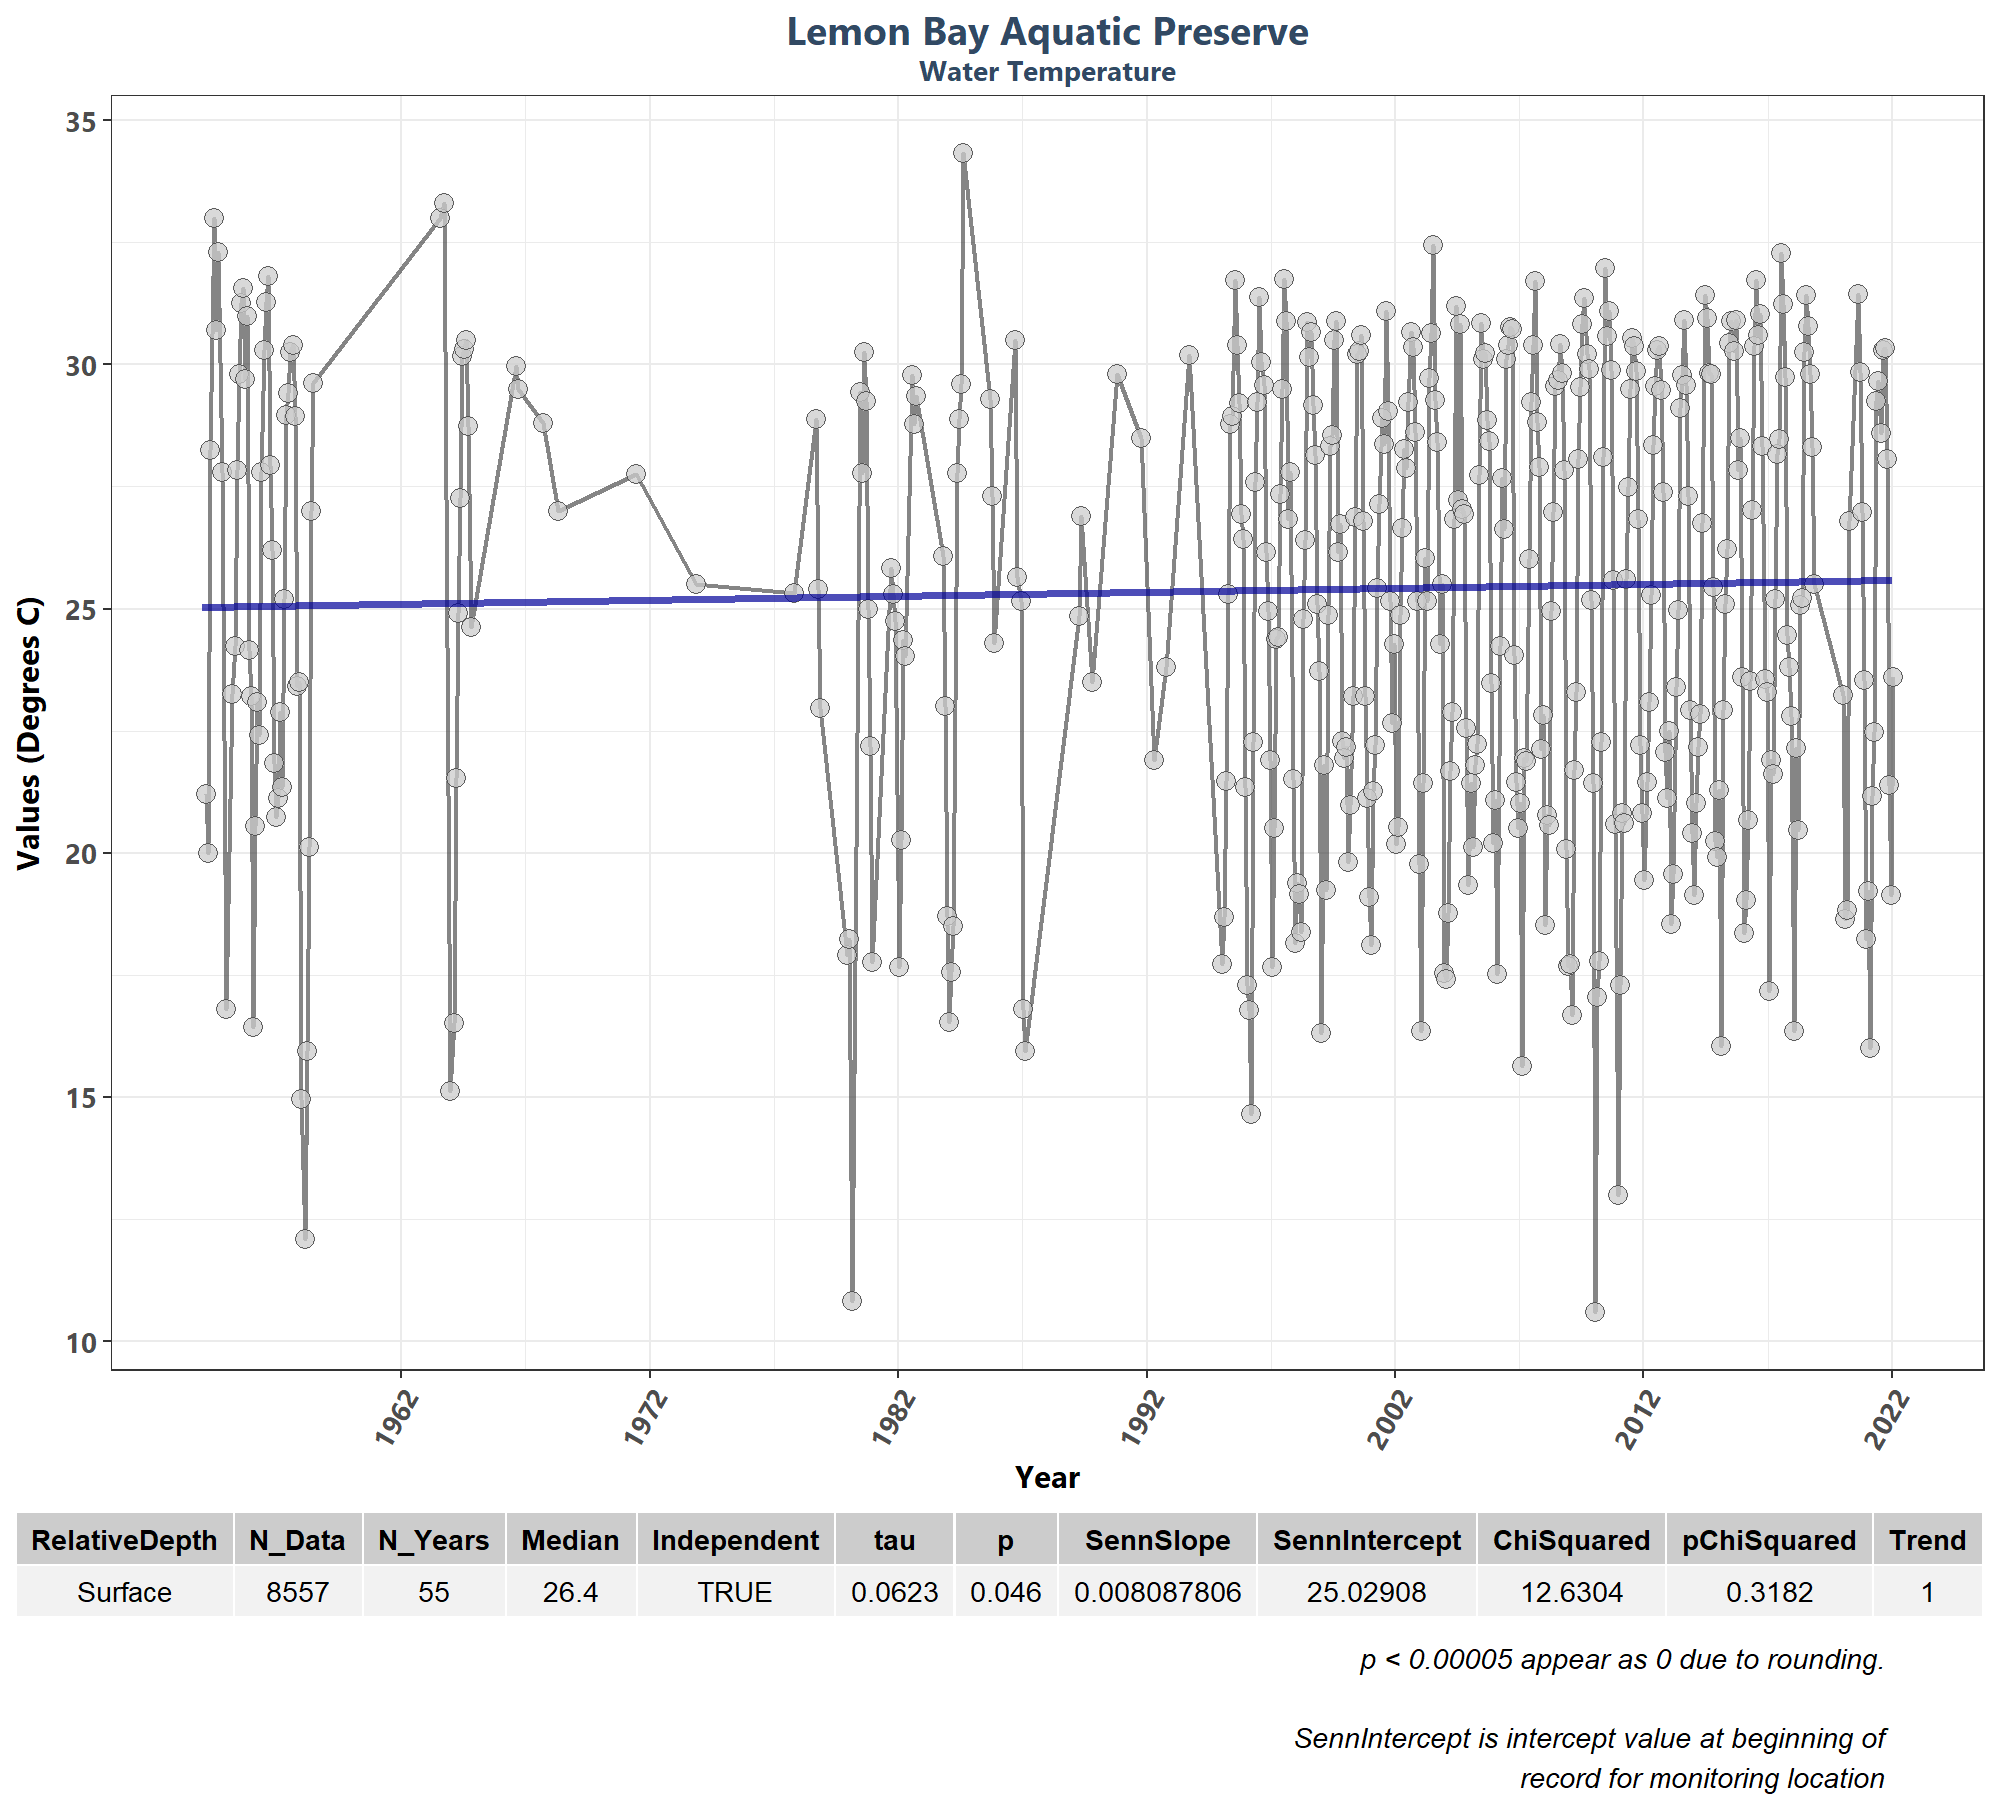 Lemon Bay Aquatic Preserve
Water Temperature
Values (Degrees C)
35
30
25
20
15
10
1962 1972 1982 1992 2002 2012 2022
Year
RelativeDepth N_Data N_Years Median Independent tau p SennSlope SennIntercept ChiSquared pChiSquared Trend
Surface 8557 55 26.4 TRUE 0.0623 0.046 0.008087806 25.02908 12.6304 0.3182 1
p < 0.00005 appear as 0 due to rounding.
SennIntercept is intercept value at beginning of
record for monitoring location